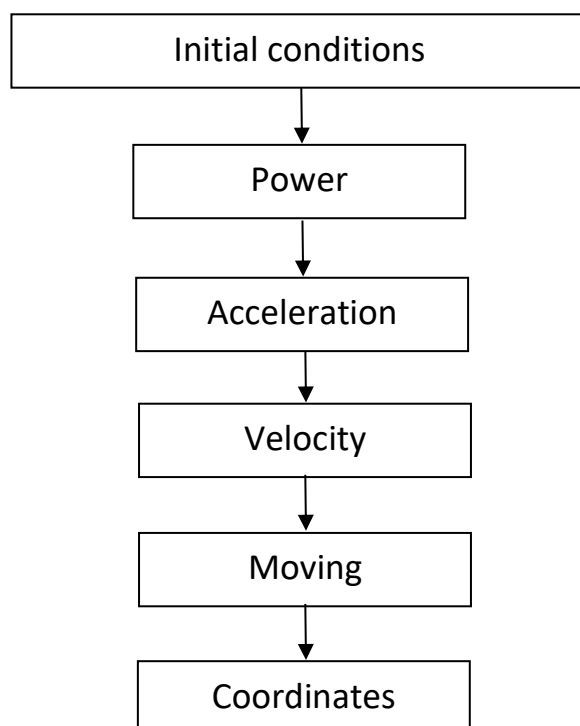 Initial conditions
Power
Acceleration
Velocity
Moving
Coordinates